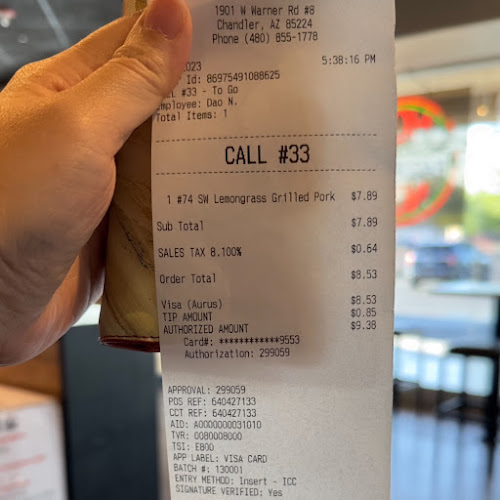 1901 W Warner Rd #8
Chandler, AZ 85224
Phone (480) 855-1778
2023 5:38:16 PM
Id: 86975491088625
#33 - To Go
Employee: Dao N.
Total Items: 1
CALL #33
1 #74 SW Lemongrass Grilled Pork $7.89
Sub Total $7.89
SALES TAX 8.100% $0.64
Order Total $8.53
Visa (Aurus) $8.53
TIP AMOUNT $0.85
AUTHORIZED AMOUNT $9.38
Card#: ************9553
Authorization: 299059
APPROVAL: 299059
POS REF: 640427133
CCT REF: 640427133
AID: A0000000031010
TVR: 0080008000
TSI: E800
APP LABEL: VISA CARD
BATCH #: 130001
ENTRY METHOD: Insert - ICC
SIGNATURE VERIFIED: Yes